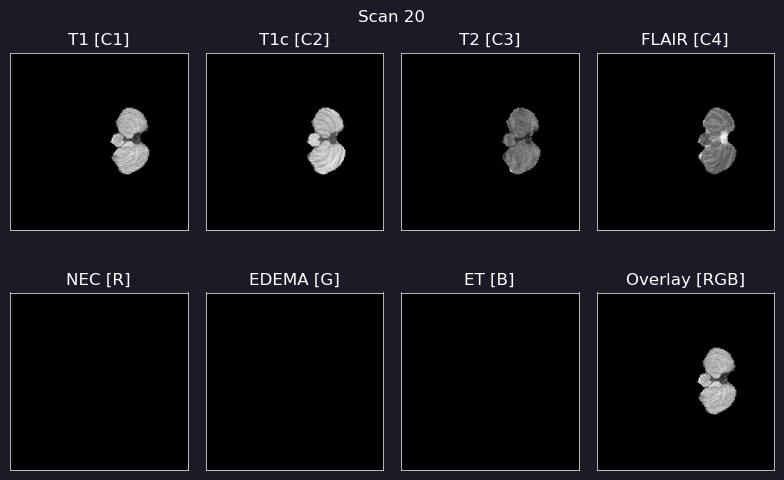 Scan 20
T1 [C1]
T1c [C2]
T2 [C3]
FLAIR [C4]
NEC [R]
EDEMA [G]
ET [B]
Overlay [RGB]